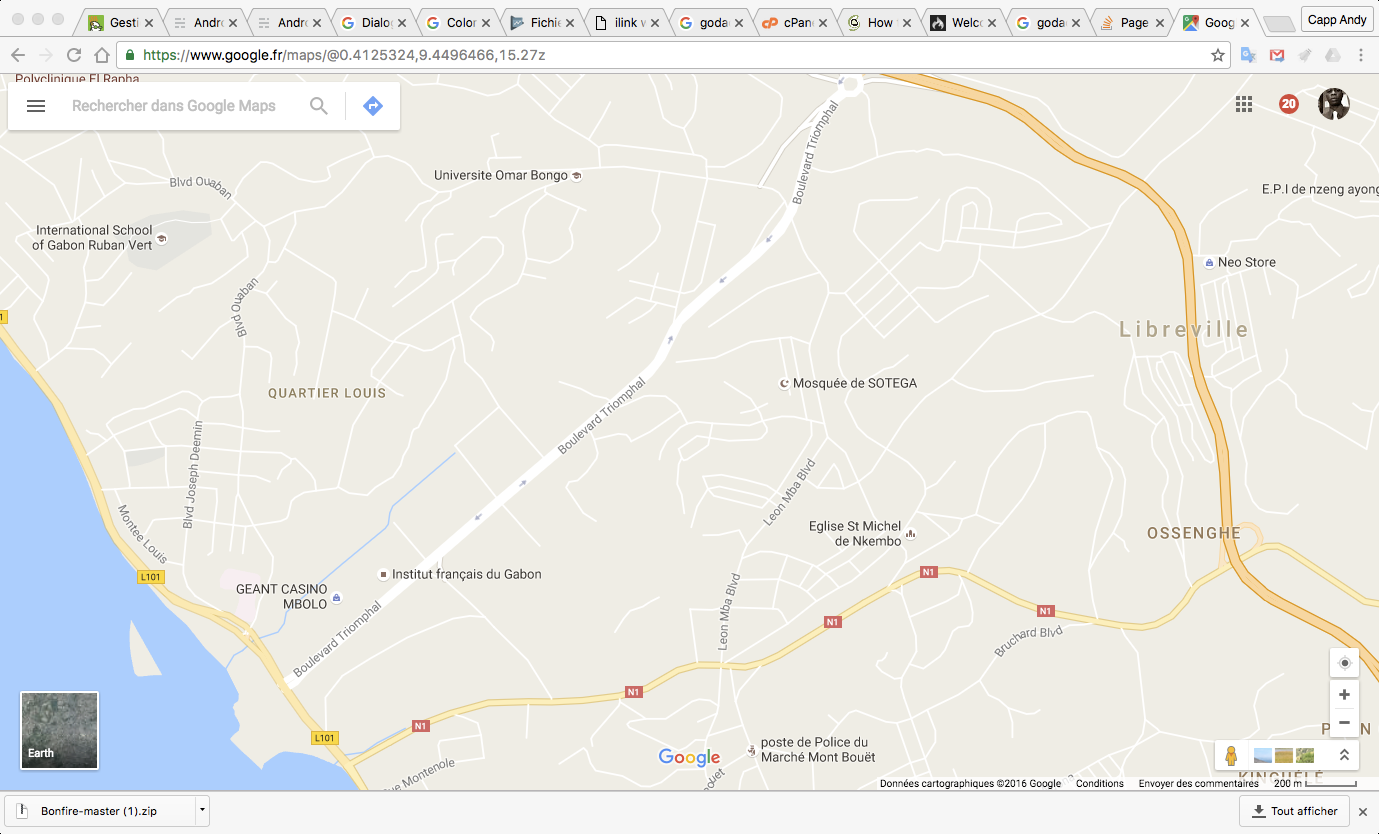 Gesti
Andro
Andro
Dialog
Color
Fichie
ilink w
goda
cPan
How
Welco
goda
Page
Goog
Capp Andy
https://www.google.fr/maps/@0.4125324,9.4496466,15.27z
Polyclinique El Rapha
Rechercher dans Google Maps
20
Boulevard Triomphal
Universite Omar Bongo
Blvd Ouaban
E.P.I de nzeng ayong
International School
of Gabon Ruban Vert
Neo Store
Blvd Ouaban
Libreville
Mosquée de SOTEGA
QUARTIER LOUIS
Boulevard Triomphal
Blvd Joseph Deemin
Leon Mba Blvd
Montee Louis
Eglise St Michel
de Nkembo
OSSENGHE
L101
Institut français du Gabon
N1
GEANT CASINO
MBOLO
Leon Mba Blvd
N1
N1
Boulevard Triomphal
Bruchard Blvd
N1
N1
L101
poste de Police du
Marché Mont Bouët
Google
Earth
KINGUÉLÉ
Données cartographiques ©2016 Google
Conditions
Envoyer des commentaires
200 m
Bonfire-master (1).zip
Tout afficher